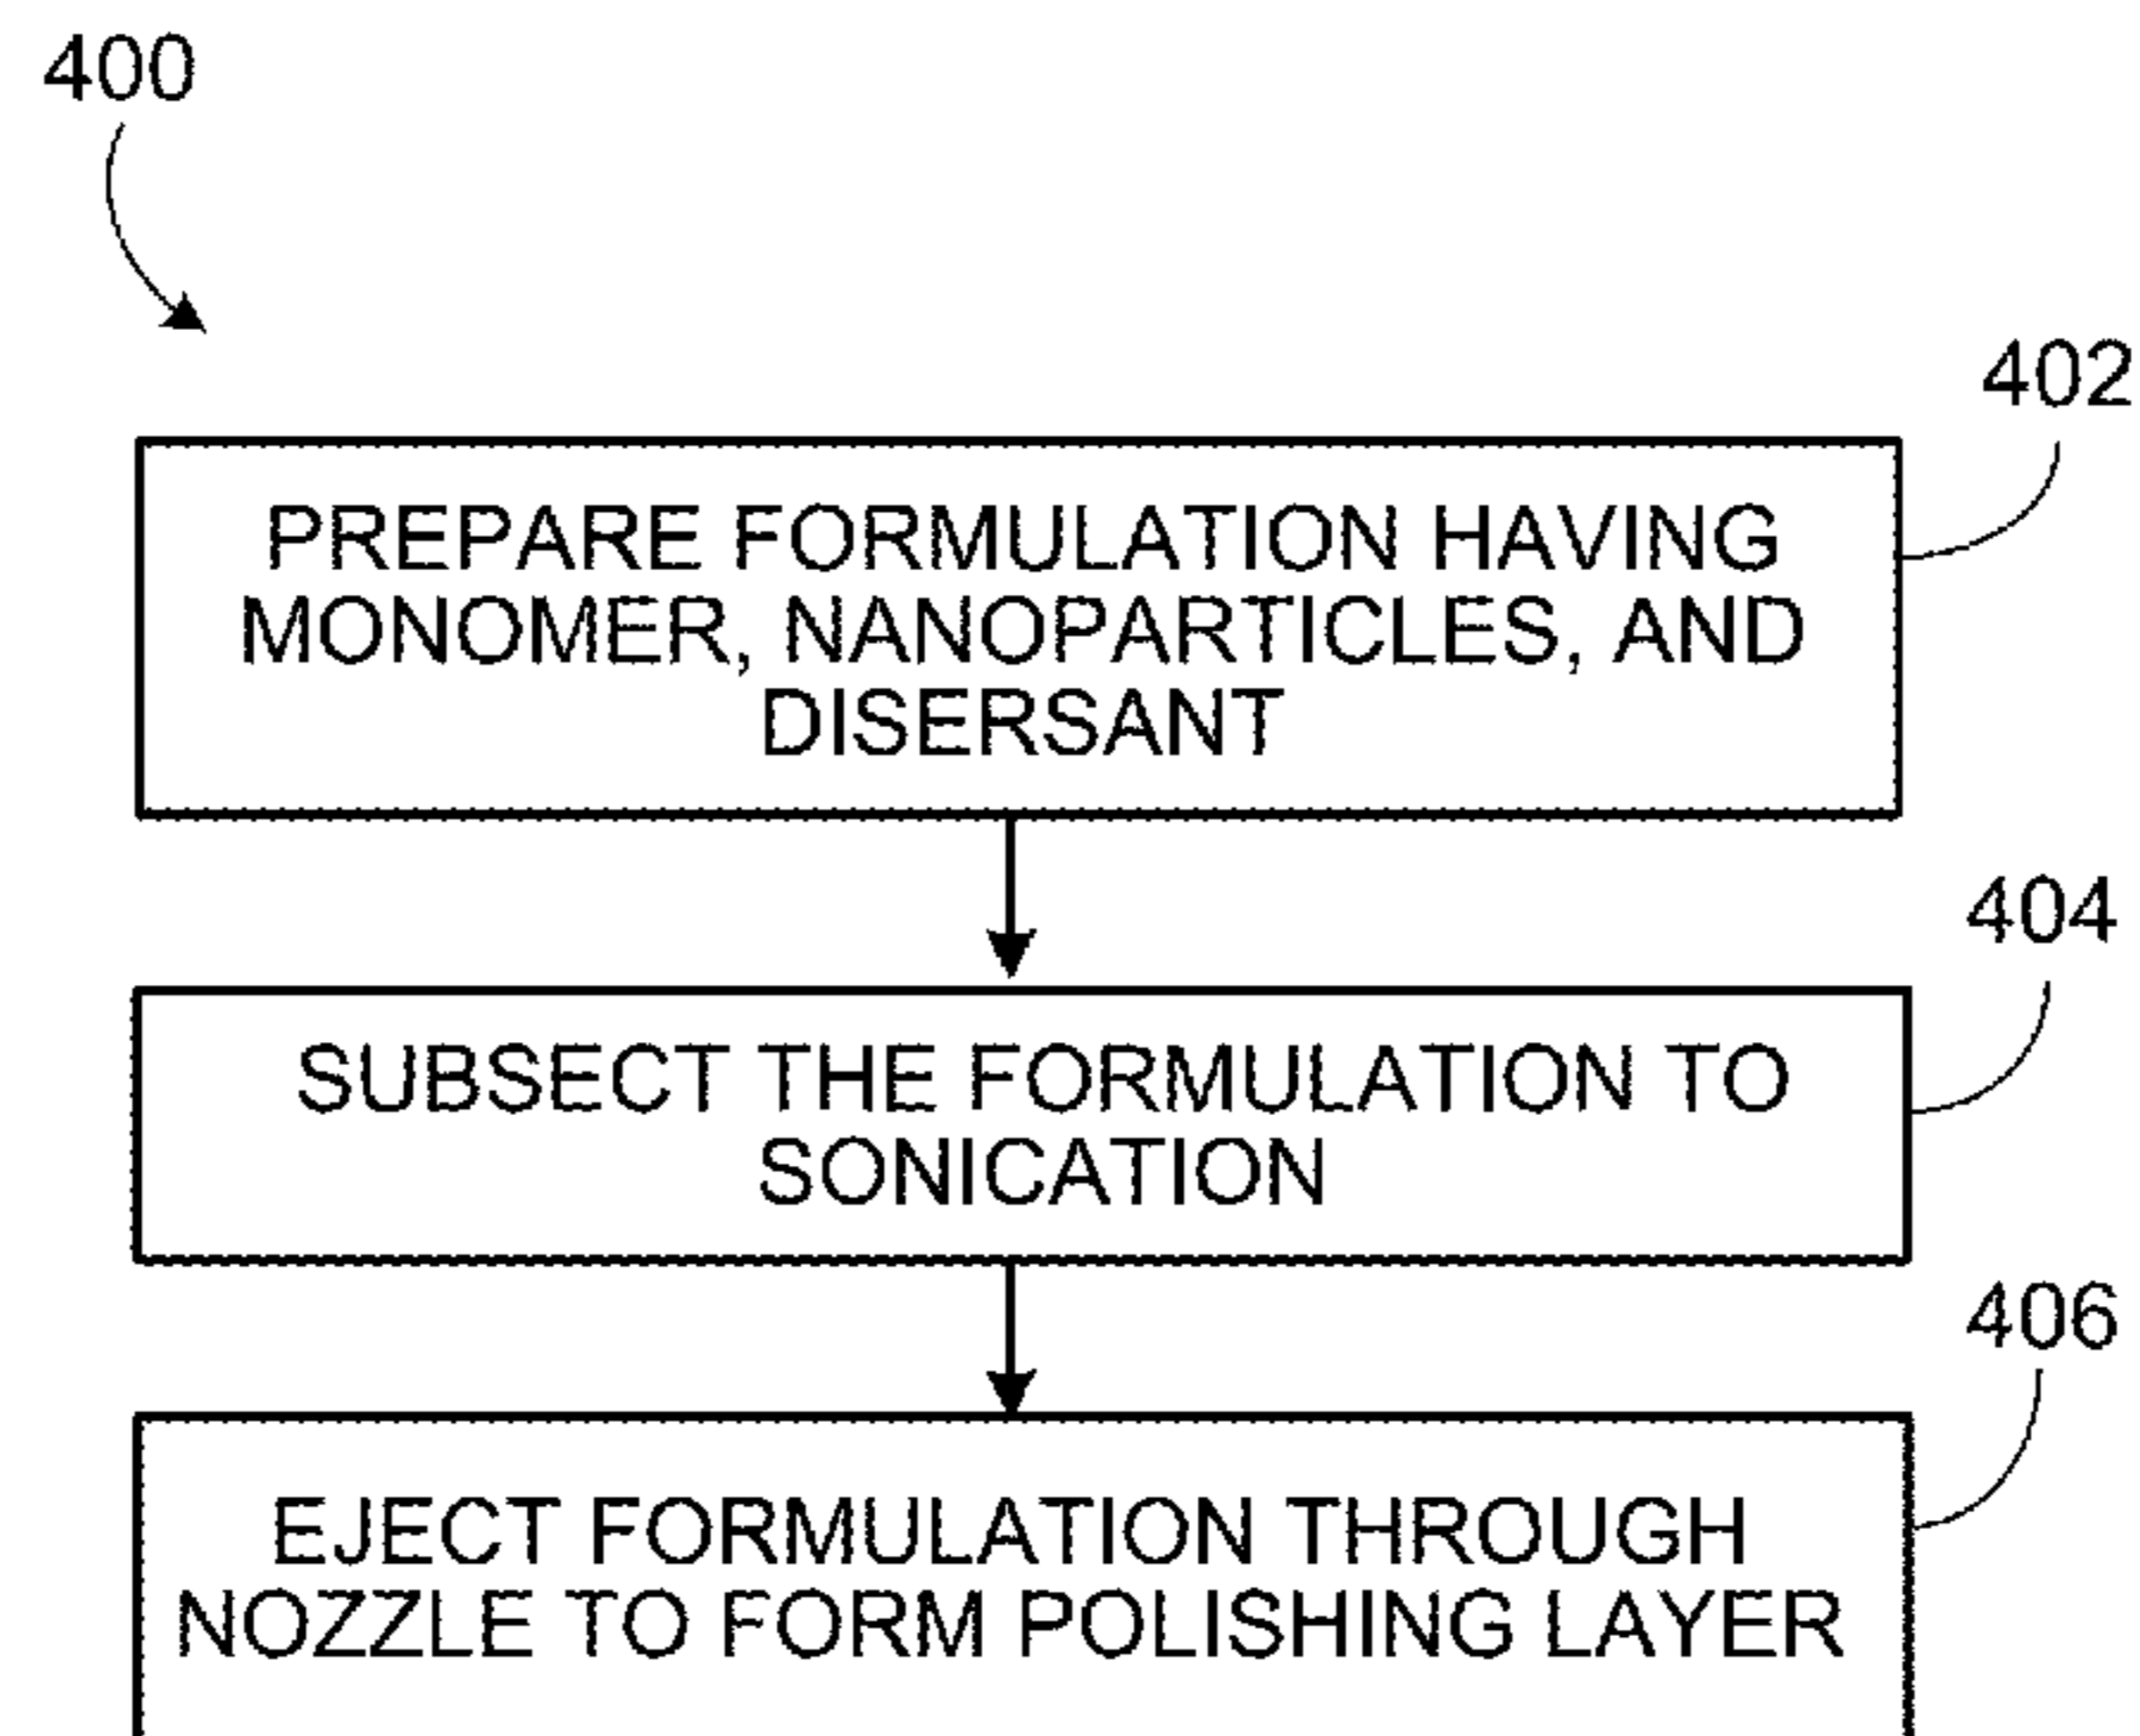 400
402
PREPARE FORMULATION HAVING
MONOMER, NANOPARTICLES, AND
DISERSANT
404
SUBSECT THE FORMULATION TO
SONICATION
406
EJECT FORMULATION THROUGH
NOZZLE TO FORM POLISHING LAYER